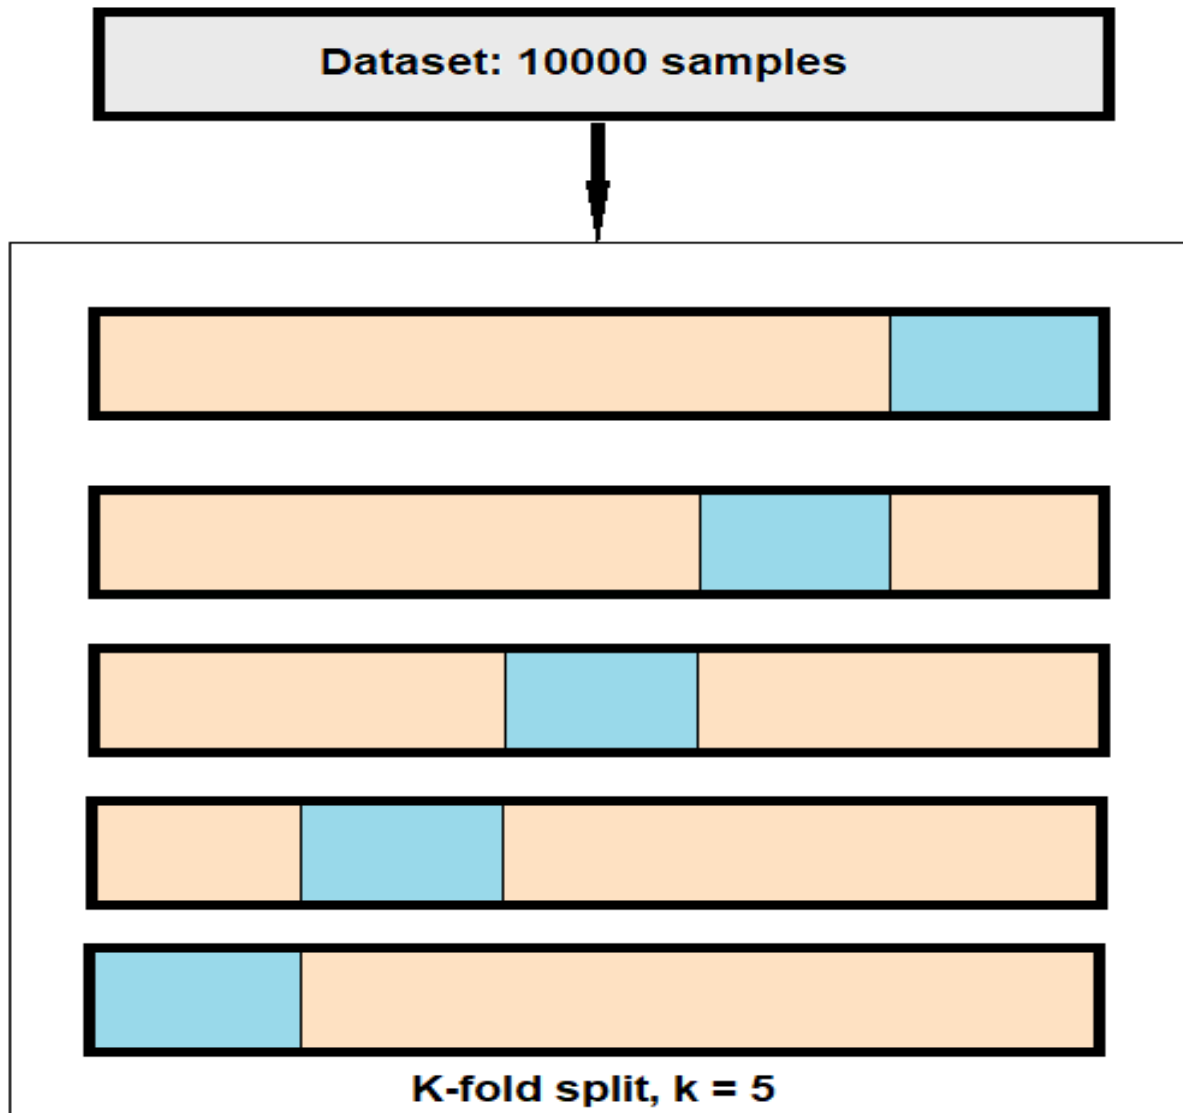 Dataset: 10000 samples
K-fold split, k = 5